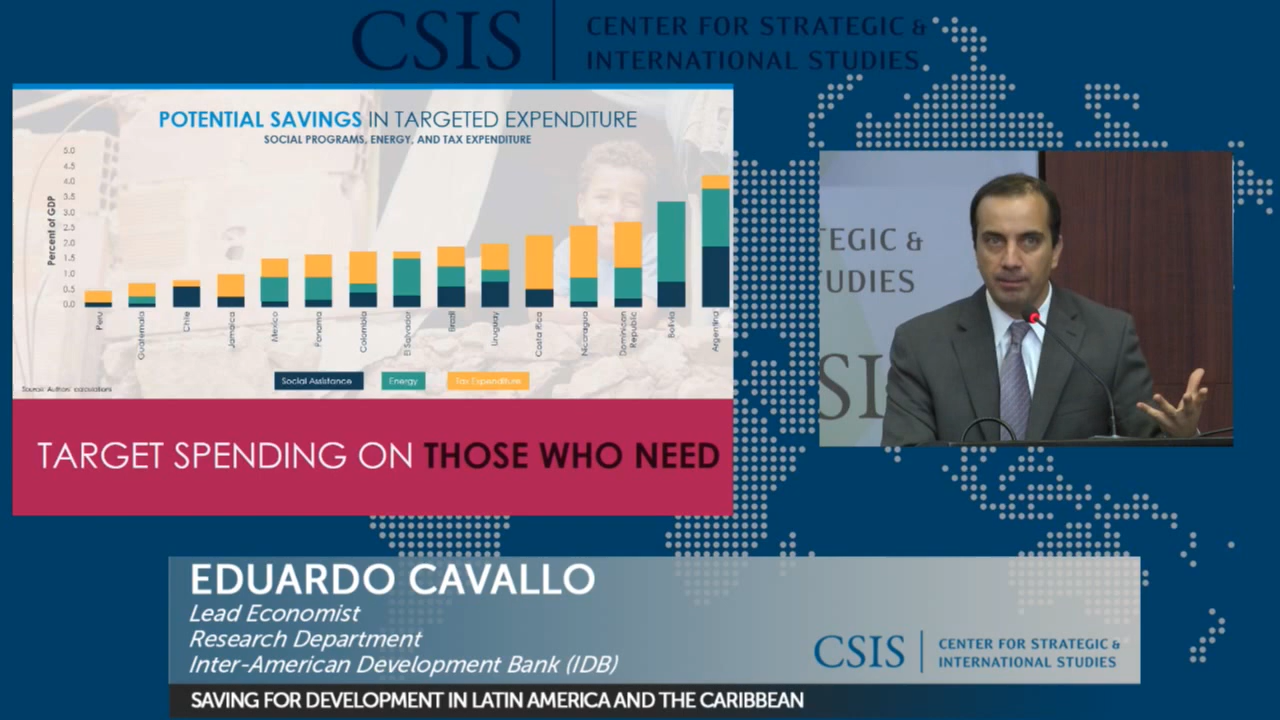 CSIS
CENTER FOR STRATEGIC &
INTERNATIONAL STUDIES
POTENTIAL SAVINGS IN TARGETED EXPENDITURE
SOCIAL PROGRAMS, ENERGY, AND TAX EXPENDITURE
Percent of GDP
5.0
4.5
4.0
3.5
3.0
2.5
2.0
1.5
1.0
0.5
0.0
Peru
Guatemala
Chile
Jamaica
Mexico
Panama
Colombia
El Salvador
Brazil
Uruguay
Costa Rica
Nicaragua
Dominican
Republic
Bolivia
Argentina
Social Assistance
Energy
Tax Expenditure
Source: Authors' calculations
TARGET SPENDING ON THOSE WHO NEED
TEGIC &
UDIES
SI
EDUARDO CAVALLO
Lead Economist
Research Department
Inter-American Development Bank (IDB)
CSIS
CENTER FOR STRATEGIC &
INTERNATIONAL STUDIES
SAVING FOR DEVELOPMENT IN LATIN AMERICA AND THE CARIBBEAN